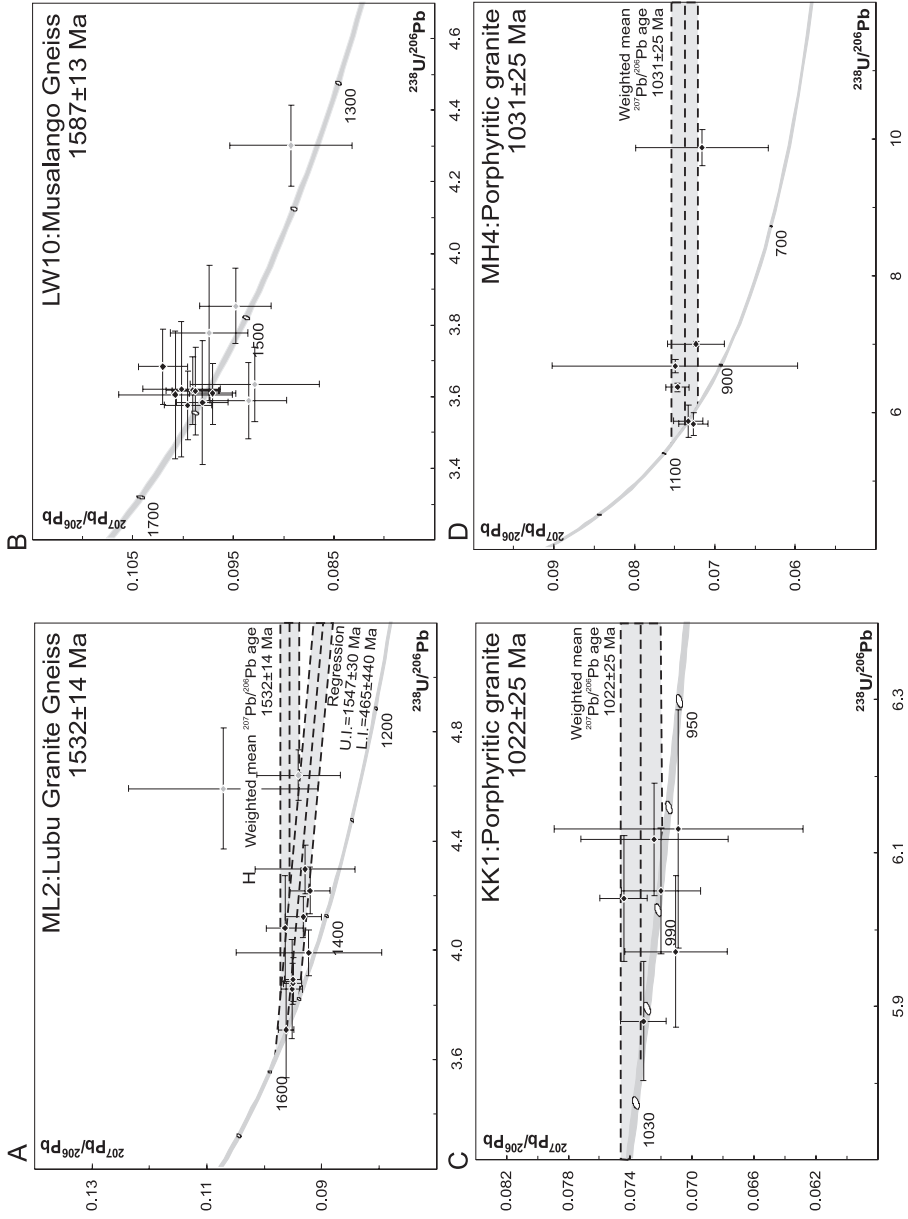 A
ML2:Lubu Granite Gneiss
1532±14 Ma
207Pb/206Pb
0.13
0.11
0.09
1600
1400
1200
H
Weighted mean 207Pb/206Pb age
1532±14 Ma
Regression
U.I.=1547±30 Ma
L.I.=465±440 Ma
238U/206Pb
3.6
4.0
4.4
4.8
B
LW10:Musalango Gneiss
1587±13 Ma
207Pb/206Pb
0.105
0.095
0.085
1700
1500
1300
238U/206Pb
3.4
3.6
3.8
4.0
4.2
4.4
4.6
C
KK1:Porphyritic granite
1022±25 Ma
207Pb/206Pb
0.082
0.078
0.074
0.070
0.066
0.062
1030
990
950
Weighted mean
207Pb/206Pb age
1022±25 Ma
238U/206Pb
5.9
6.1
6.3
D
MH4:Porphyritic granite
1031±25 Ma
207Pb/206Pb
0.09
0.08
0.07
0.06
1100
900
700
Weighted mean
207Pb/206Pb age
1031±25 Ma
238U/206Pb
6
8
10